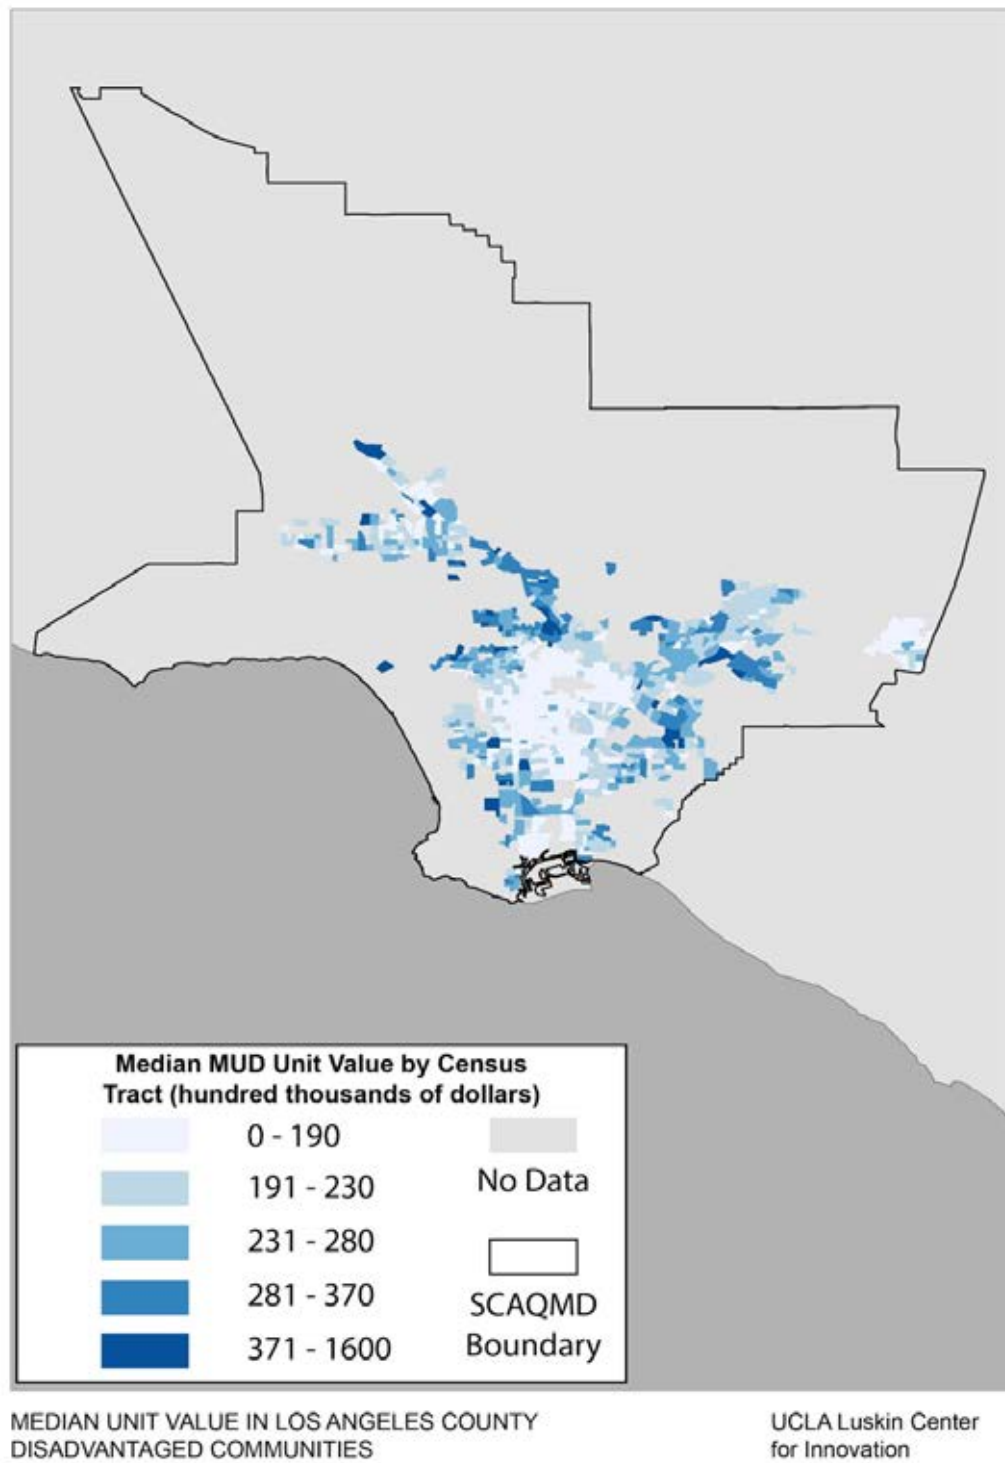 Median MUD Unit Value by Census
Tract (hundred thousands of dollars)
0 - 190
191 - 230
231 - 280
281 - 370
371 - 1600
No Data
SCAQMD
Boundary
MEDIAN UNIT VALUE IN LOS ANGELES COUNTY
DISADVANTAGED COMMUNITIES
UCLA Luskin Center
for Innovation